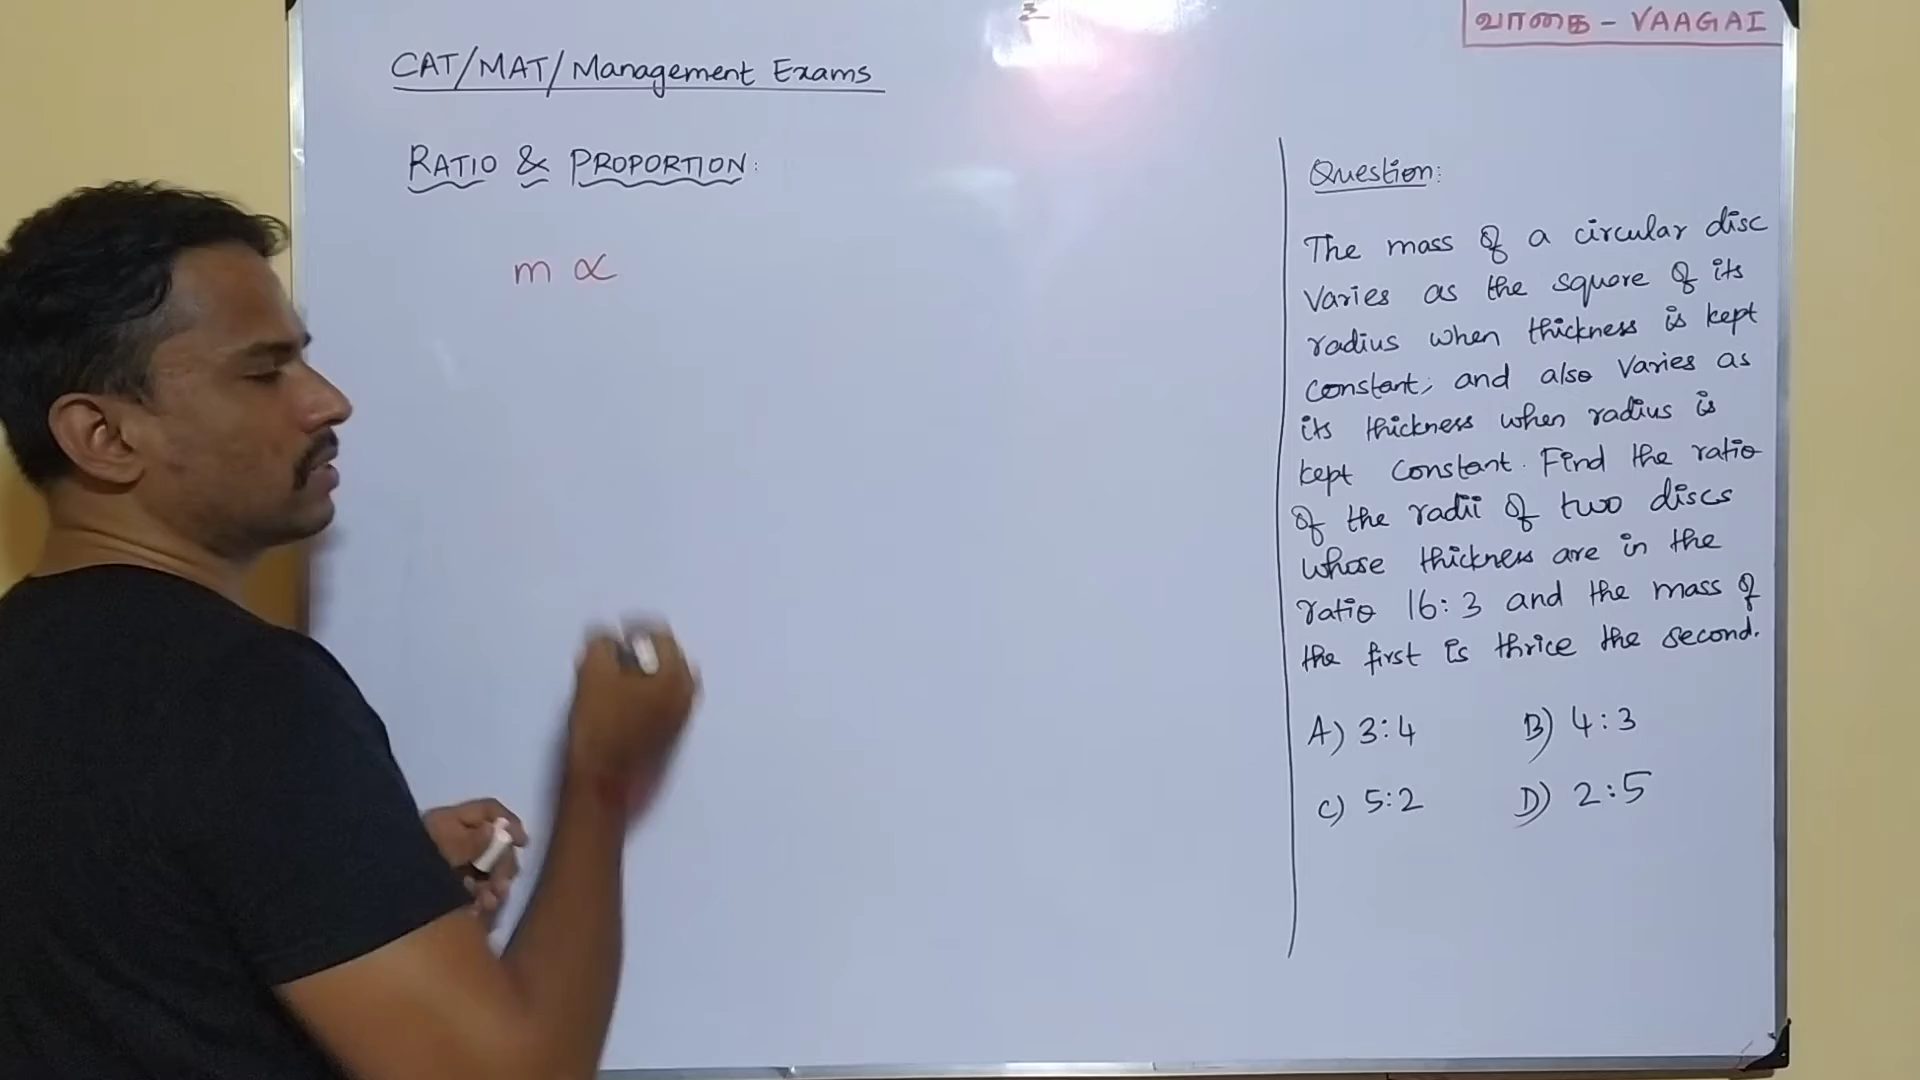 வாகை - VAAGAI
CAT/MAT/Management Exams
RATIO & PROPORTION:
m ∝
Question:
The mass of a circular disc
varies as the square of its
radius when thickness is kept
constant, and also varies as
its thickness when radius is
kept constant. Find the ratio
of the radii of two discs
whose thickness are in the
ratio 16:3 and the mass of
the first is thrice the second.
A) 3:4 B) 4:3
C) 5:2 D) 2:5